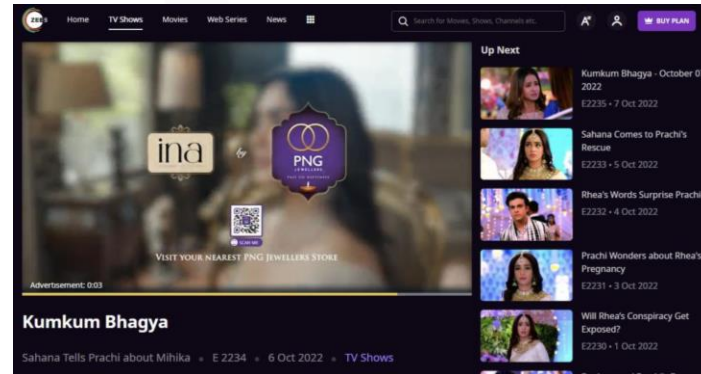 ZEE5
Home
TV Shows
Movies
Web Series
News
Search for Movies, Shows, Channels etc.
BUY PLAN
ina
by
PNG
JEWELLERS
SCAN ME
VISIT YOUR NEAREST PNG JEWELLERS STORE
Advertisement: 0:03
Kumkum Bhagya
Sahana Tells Prachi about Mihika • E 2234 • 6 Oct 2022 • TV Shows
Up Next
Kumkum Bhagya - October 0
2022
E2235 • 7 Oct 2022
Sahana Comes to Prachi's
Rescue
E2233 • 5 Oct 2022
Rhea's Words Surprise Prachi
E2232 • 4 Oct 2022
Prachi Wonders about Rhea's
Pregnancy
E2231 • 3 Oct 2022
Will Rhea's Conspiracy Get
Exposed?
E2230 • 1 Oct 2022